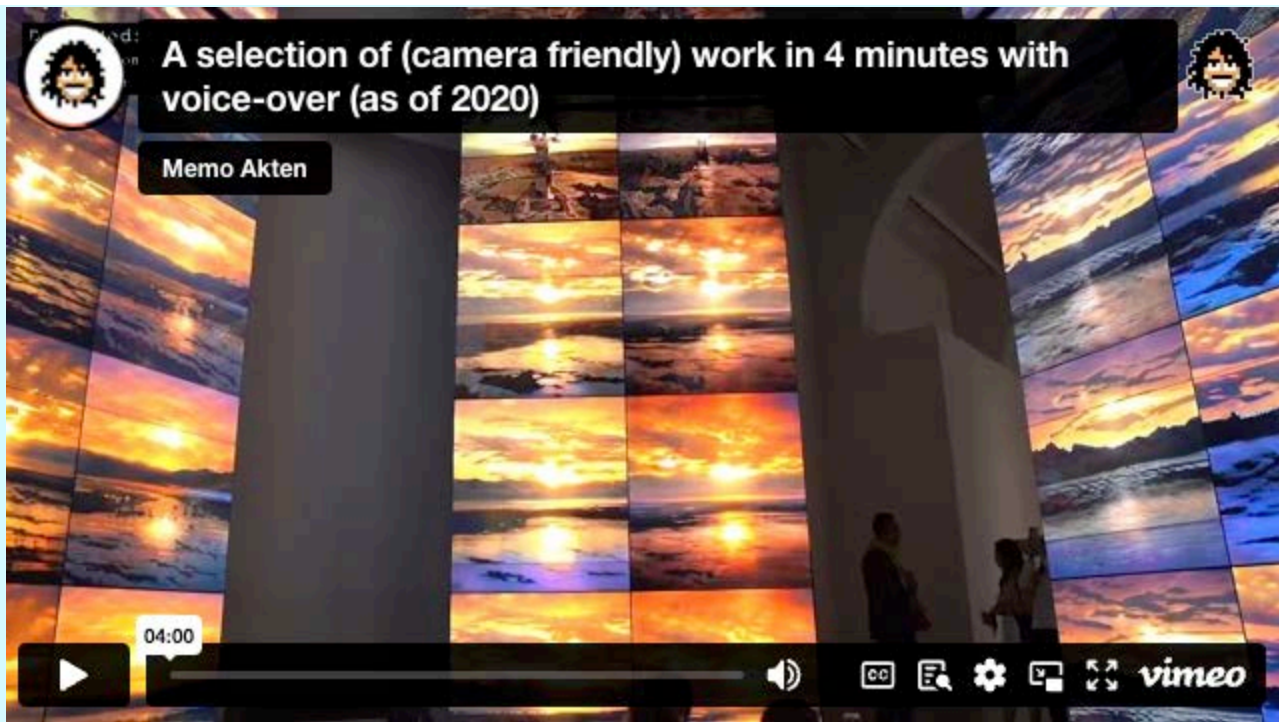 A selection of (camera friendly) work in 4 minutes with
voice-over (as of 2020)
Memo Akten
04:00
CC
vimeo